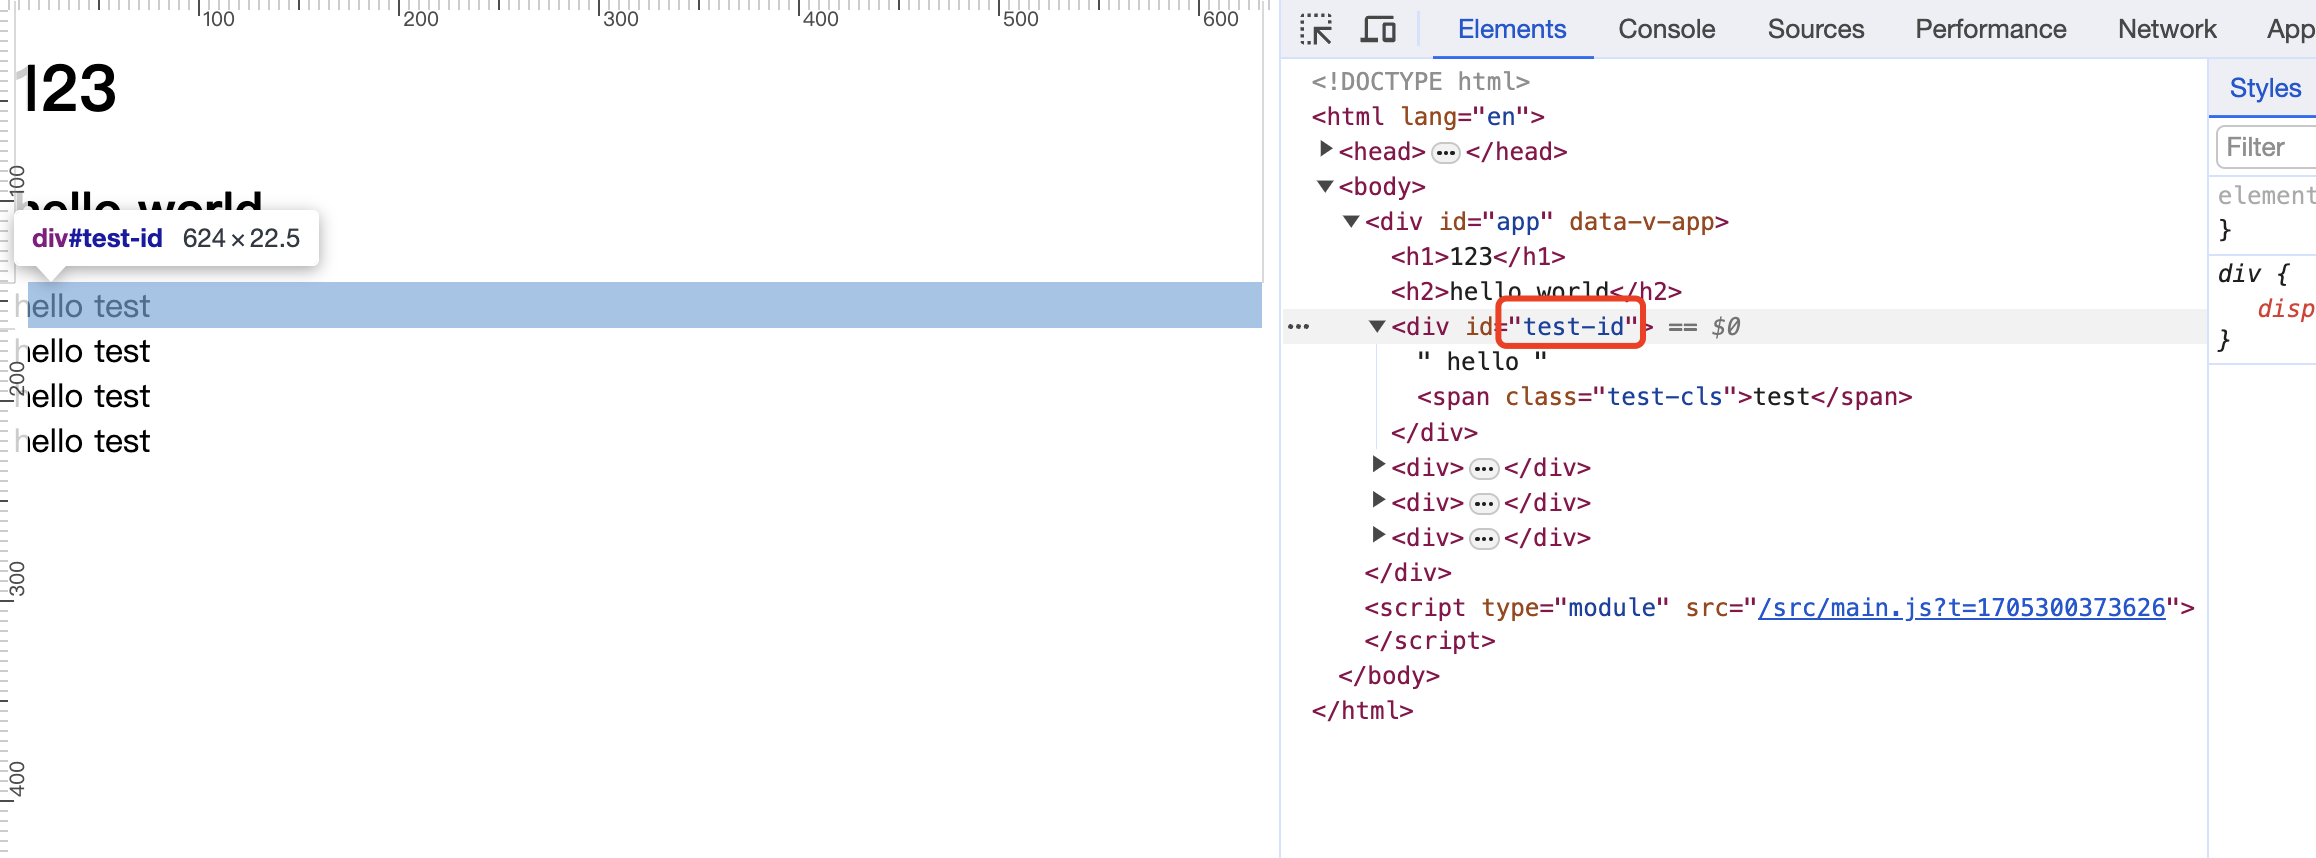 100 200 300 400 500 600
123
100
hello world
div#test-id 624 × 22.5
hello test
hello test
200
hello test
hello test
300
400
Elements Console Sources Performance Network App
<!DOCTYPE html>
<html lang="en">
<head> ••• </head>
<body>
<div id="app" data-v-app>
<h1>123</h1>
<h2>hello world</h2>
••• <div id="test-id"> == $0
" hello "
<span class="test-cls">test</span>
</div>
<div> ••• </div>
<div> ••• </div>
<div> ••• </div>
</div>
<script type="module" src="/src/main.js?t=1705300373626">
</script>
</body>
</html>
Styles
Filter
element
}
div {
disp
}